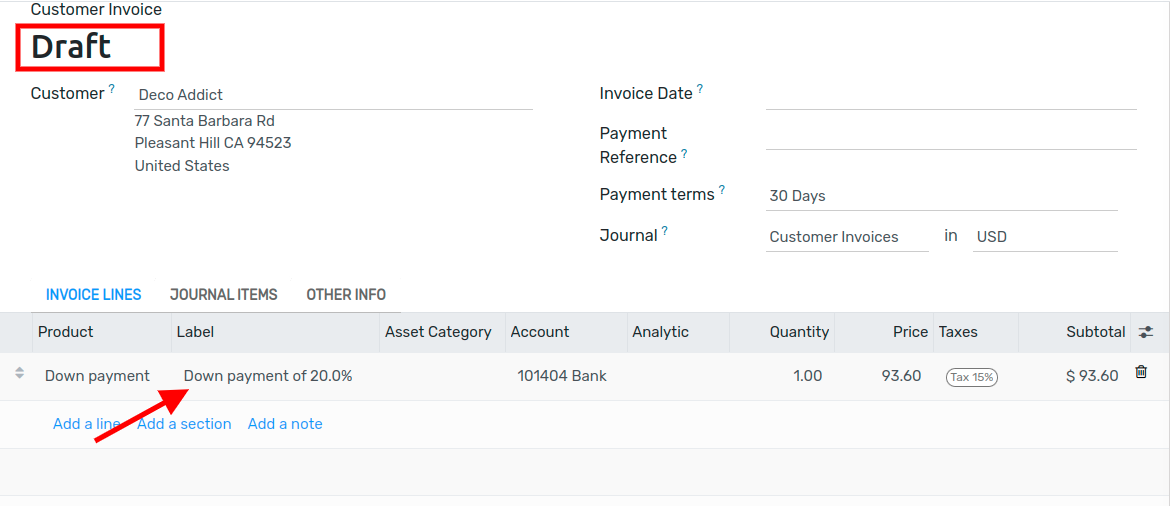 Customer Invoice
Draft
Customer ? Deco Addict
77 Santa Barbara Rd
Pleasant Hill CA 94523
United States
Invoice Date ?
Payment
Reference ?
Payment terms ? 30 Days
Journal ? Customer Invoices in USD
INVOICE LINES JOURNAL ITEMS OTHER INFO
Product Label Asset Category Account Analytic Quantity Price Taxes Subtotal
Down payment Down payment of 20.0% 101404 Bank 1.00 93.60 Tax 15% $ 93.60
Add a line Add a section Add a note